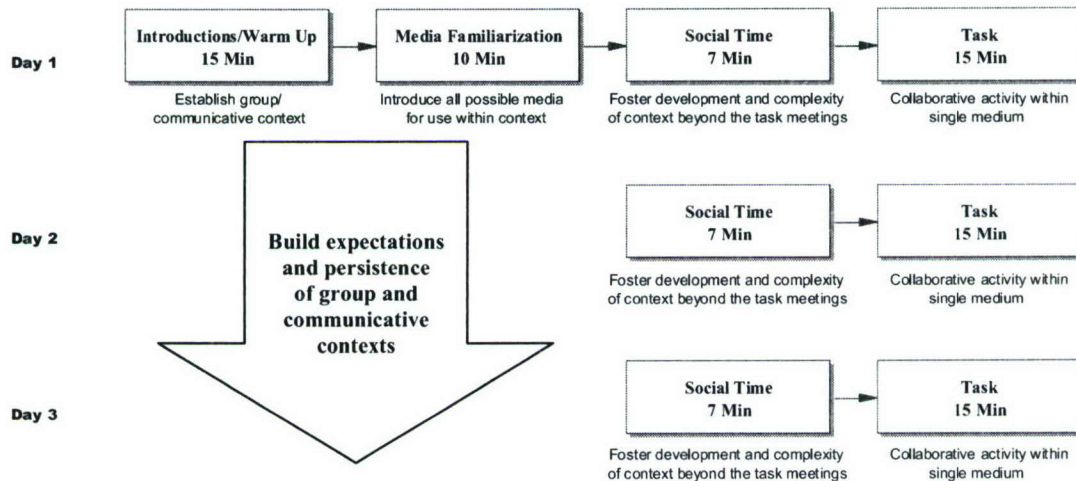 Day 1
Introductions/Warm Up
15 Min
Establish group/
communicative context
Media Familiarization
10 Min
Introduce all possible media
for use within context
Social Time
7 Min
Foster development and complexity
of context beyond the task meetings
Task
15 Min
Collaborative activity within
single medium
Build expectations
and persistence
of group and
communicative
contexts
Day 2
Social Time
7 Min
Foster development and complexity
of context beyond the task meetings
Task
15 Min
Collaborative activity within
single medium
Day 3
Social Time
7 Min
Foster development and complexity
of context beyond the task meetings
Task
15 Min
Collaborative activity within
single medium